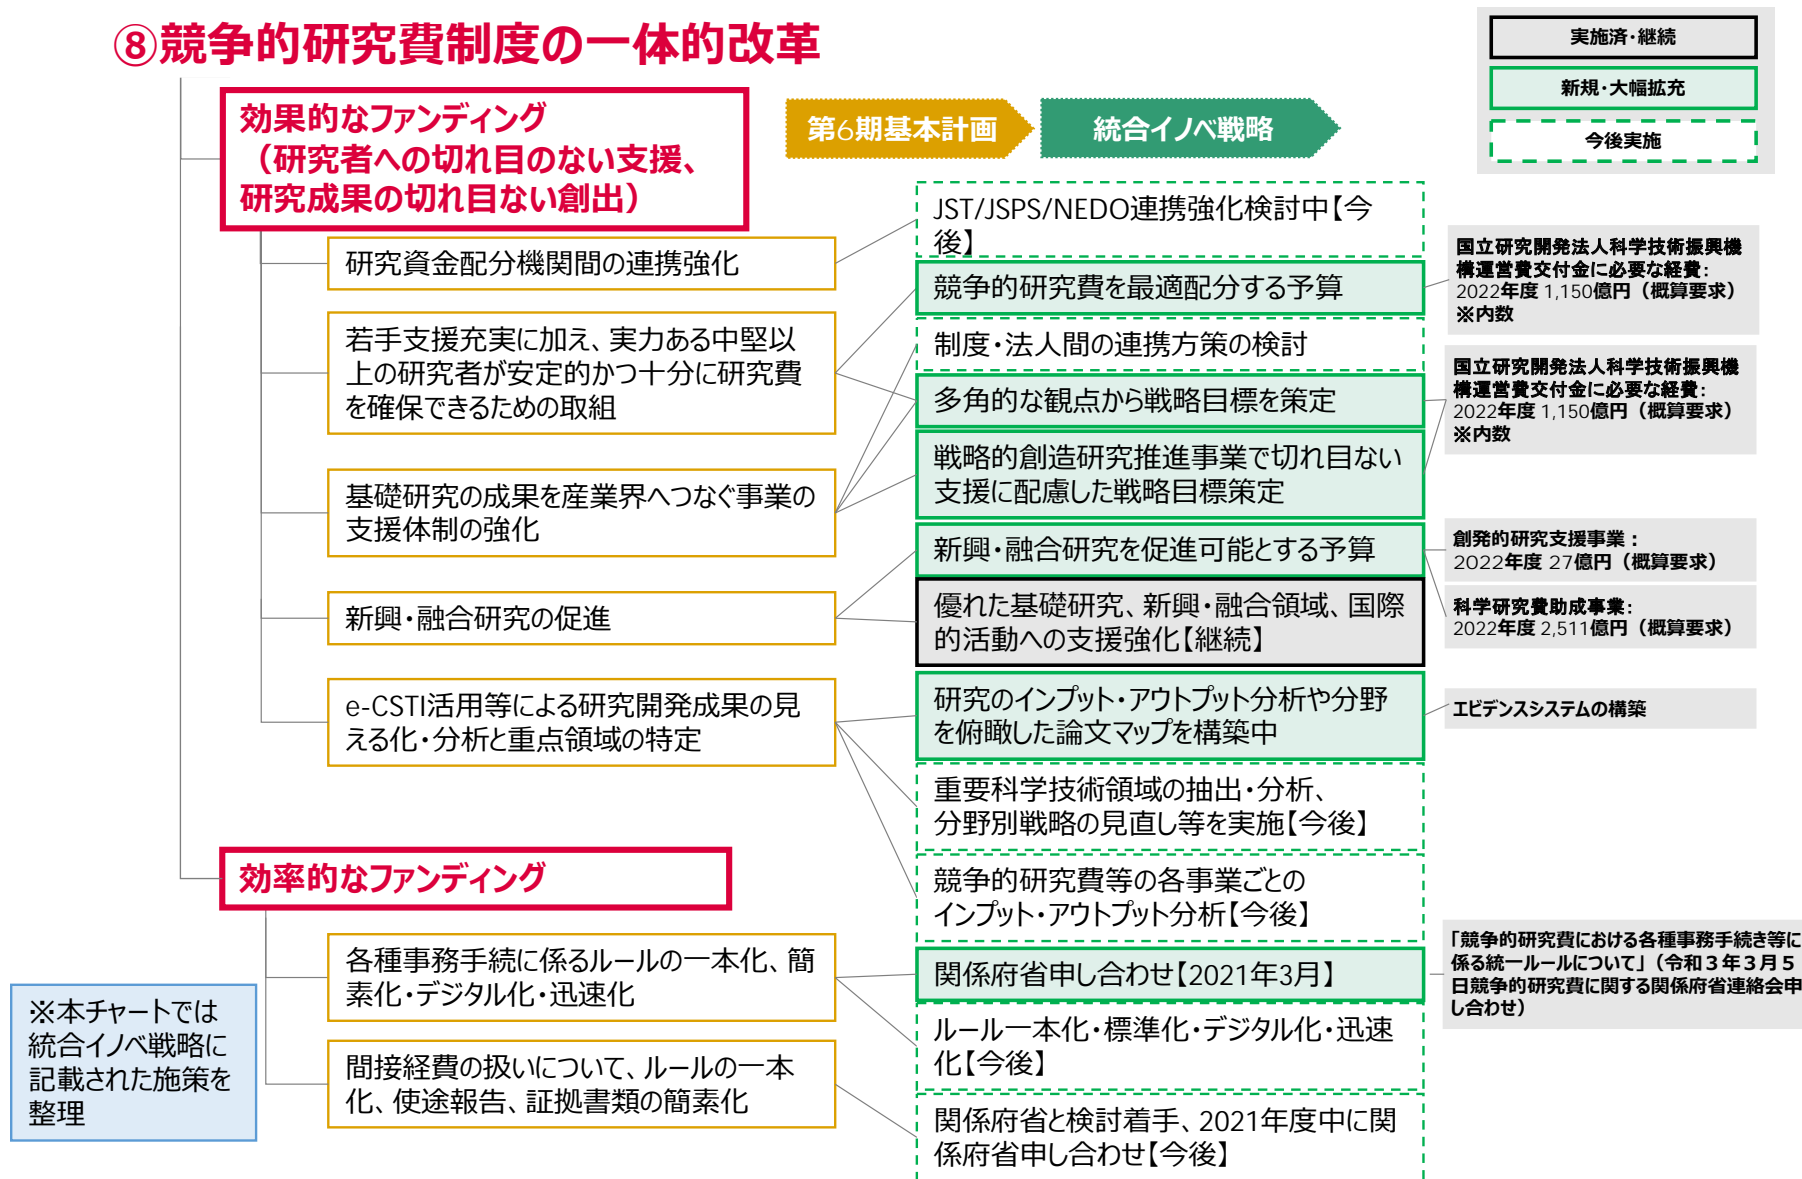 ⑧競争的研究費制度の一体的改革
実施済・継続
新規・大幅拡充
今後実施
効果的なファンディング
（研究者への切れ目のない支援、
研究成果の切れ目ない創出）
第6期基本計画
統合イノベ戦略
研究資金配分機関間の連携強化
若手支援充実に加え、実力ある中堅以
上の研究者が安定的かつ十分に研究費
を確保できるための取組
基礎研究の成果を産業界へつなぐ事業の
支援体制の強化
新興・融合研究の促進
e-CSTI活用等による研究開発成果の見
える化・分析と重点領域の特定
JST/JSPS/NEDO連携強化検討中【今
後】
競争的研究費を最適配分する予算
制度・法人間の連携方策の検討
多角的な観点から戦略目標を策定
戦略的創造研究推進事業で切れ目ない
支援に配慮した戦略目標策定
新興・融合研究を促進可能とする予算
優れた基礎研究、新興・融合領域、国際
的活動への支援強化【継続】
研究のインプット・アウトプット分析や分野
を俯瞰した論文マップを構築中
重要科学技術領域の抽出・分析、
分野別戦略の見直し等を実施【今後】
競争的研究費等の各事業ごとの
インプット・アウトプット分析【今後】
国立研究開発法人科学技術振興機
構運営費交付金に必要な経費：
2022年度 1,150億円（概算要求）
※内数
国立研究開発法人科学技術振興機
構運営費交付金に必要な経費：
2022年度 1,150億円（概算要求）
※内数
創発的研究支援事業：
2022年度 27億円（概算要求）
科学研究費助成事業：
2022年度 2,511億円（概算要求）
エビデンスシステムの構築
効率的なファンディング
各種事務手続に係るルールの一本化、簡
素化・デジタル化・迅速化
間接経費の扱いについて、ルールの一本
化、使途報告、証拠書類の簡素化
関係府省申し合わせ【2021年3月】
ルール一本化・標準化・デジタル化・迅速
化【今後】
関係府省と検討着手、2021年度中に関
係府省申し合わせ【今後】
「競争的研究費における各種事務手続き等に
係る統一ルールについて」（令和３年３月５
日競争的研究費に関する関係府省連絡会申
し合わせ）
※本チャートでは
統合イノベ戦略に
記載された施策を
整理